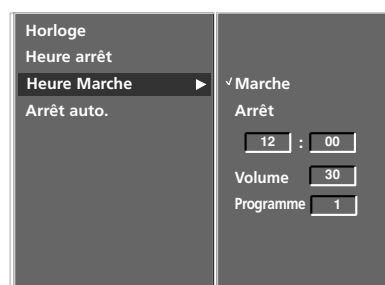 Horloge
Heure arrêt
Heure Marche
Arrêt auto.
✓Marche
Arrêt
12 : 00
Volume 30
Programme 1